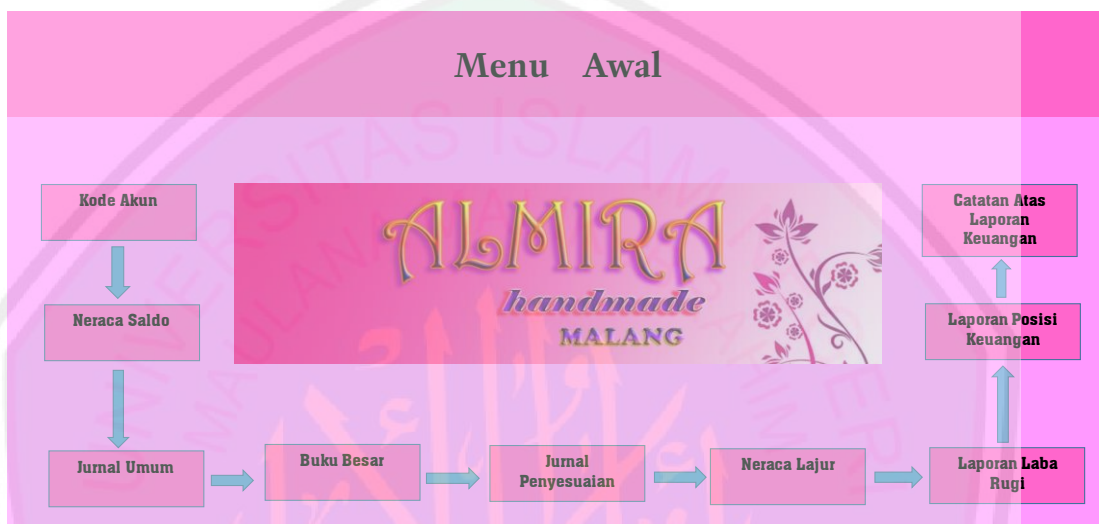 Menu Awal
Kode Akun
Neraca Saldo
Jurnal Umum
Buku Besar
Jurnal
Penyesuaian
Neraca Lajur
Laporan Laba
Rugi
Laporan Posisi
Keuangan
Catatan Atas
Laporan
Keuangan
ALMIRA
handmade
MALANG